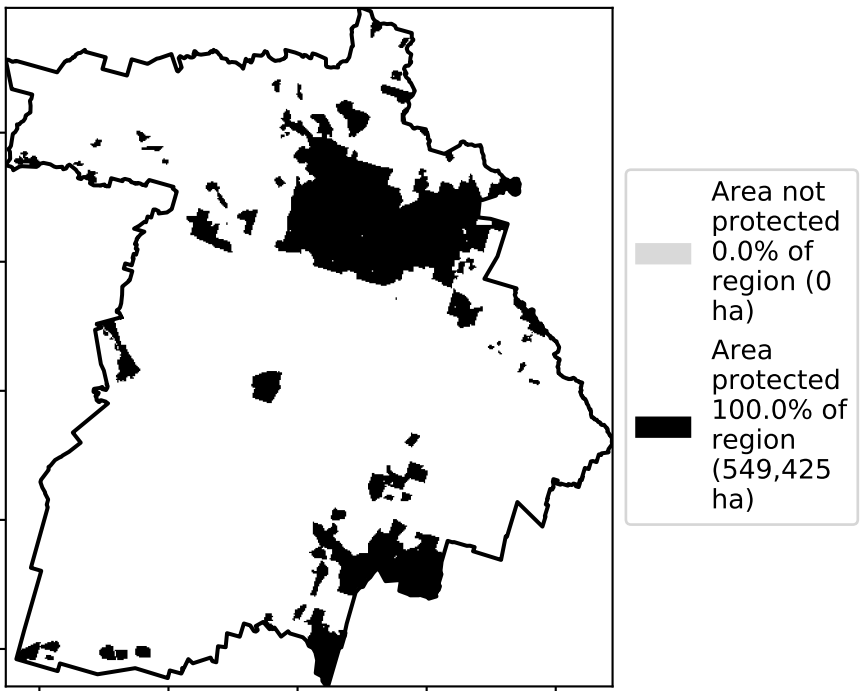 Area not
protected
0.0% of
region (0
ha)
Area
protected
100.0% of
region
(549,425
ha)